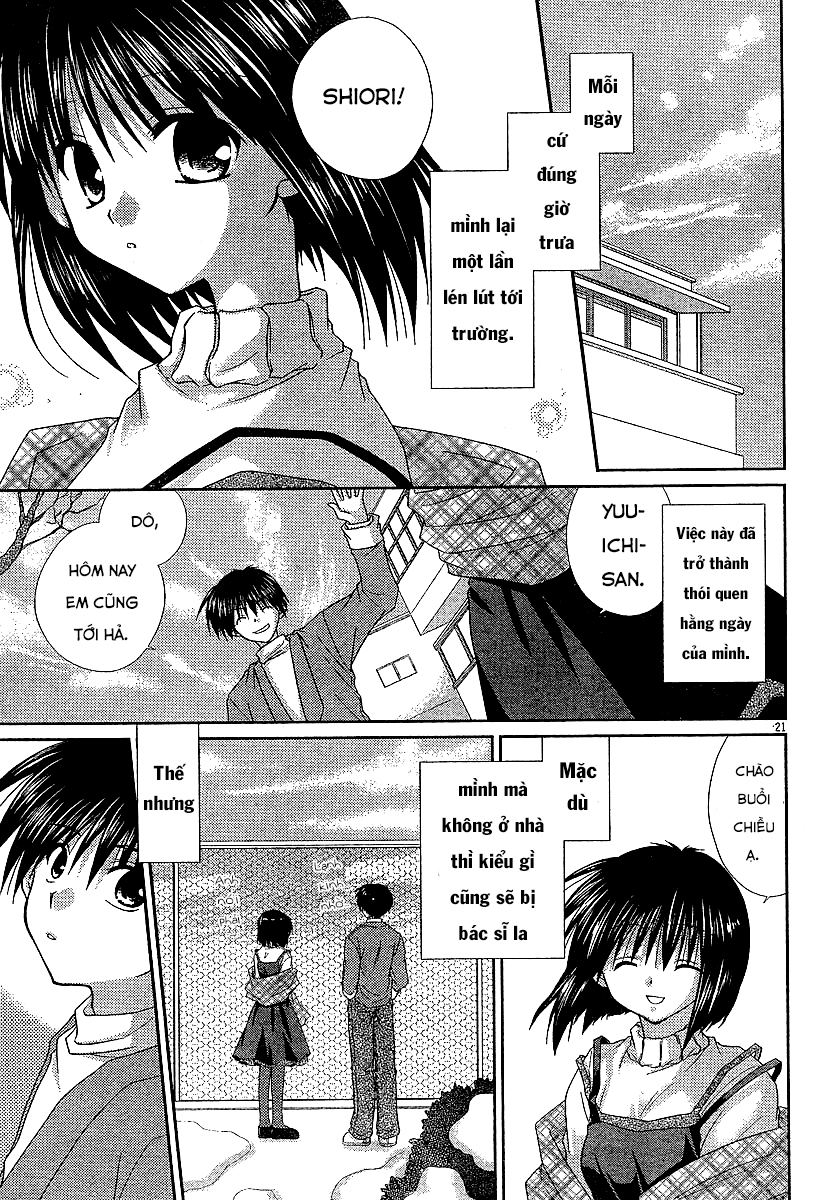 Mỗi
ngày
cứ
đúng
giờ
trưa
mình lại
một lần
lén lút tới
trường.
SHIORI!
Việc này đã
trở thành
thói quen
hằng ngày
của mình.
YUU-
ICHI-
SAN.
DÔ,
HÔM NAY
EM CŨNG
TỚI HẢ.
21
CHÀO
BUỔI
CHIỀU
Ạ.
Mặc
dù
mình mà
không ở nhà
thì kiểu gì
cũng sẽ bị
bác sĩ la
Thế
nhưng